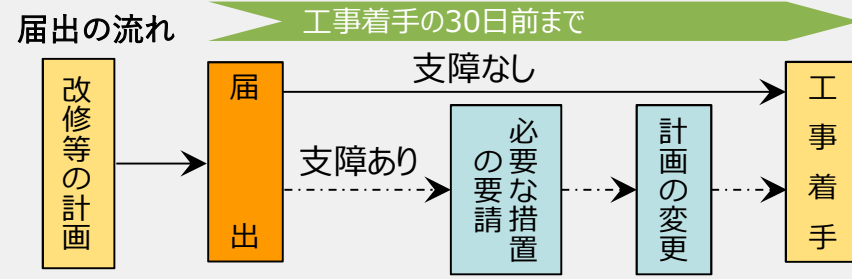 届出の流れ
工事着手の30日前まで
改修等の計画
届出
支障なし
支障あり
必要な措置
の要請
計画の変更
工事着手